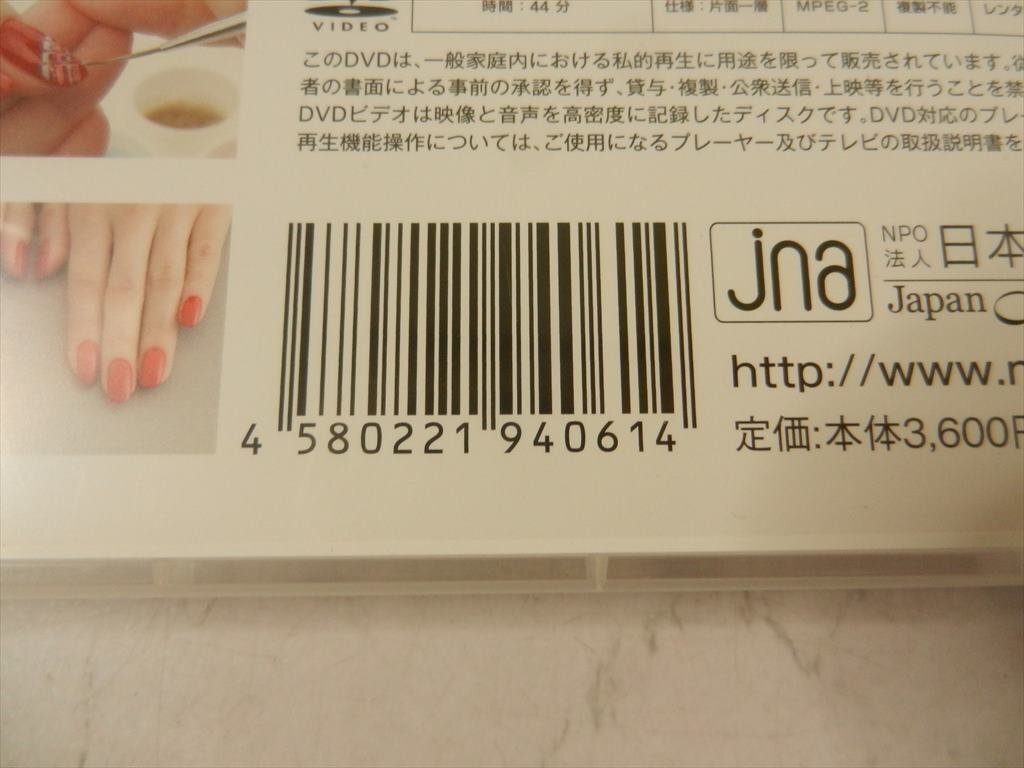 VIDEO
時間：44 分
仕様：片面一層
MPEG-2
複製不能
レンタ
このDVDは、一般家庭内における私的再生に用途を限って販売されています。従
者の書面による事前の承認を得ず、貸与・複製・公衆送信・上映等を行うことを禁
DVDビデオは映像と音声を高密度に記録したディスクです。DVD対応のプレー
再生機能操作については、ご使用になるプレーヤー及びテレビの取扱説明書を
jna
NPO
法人
日本
Japan
http://www.n
定価:本体3,600円
4 580221 940614